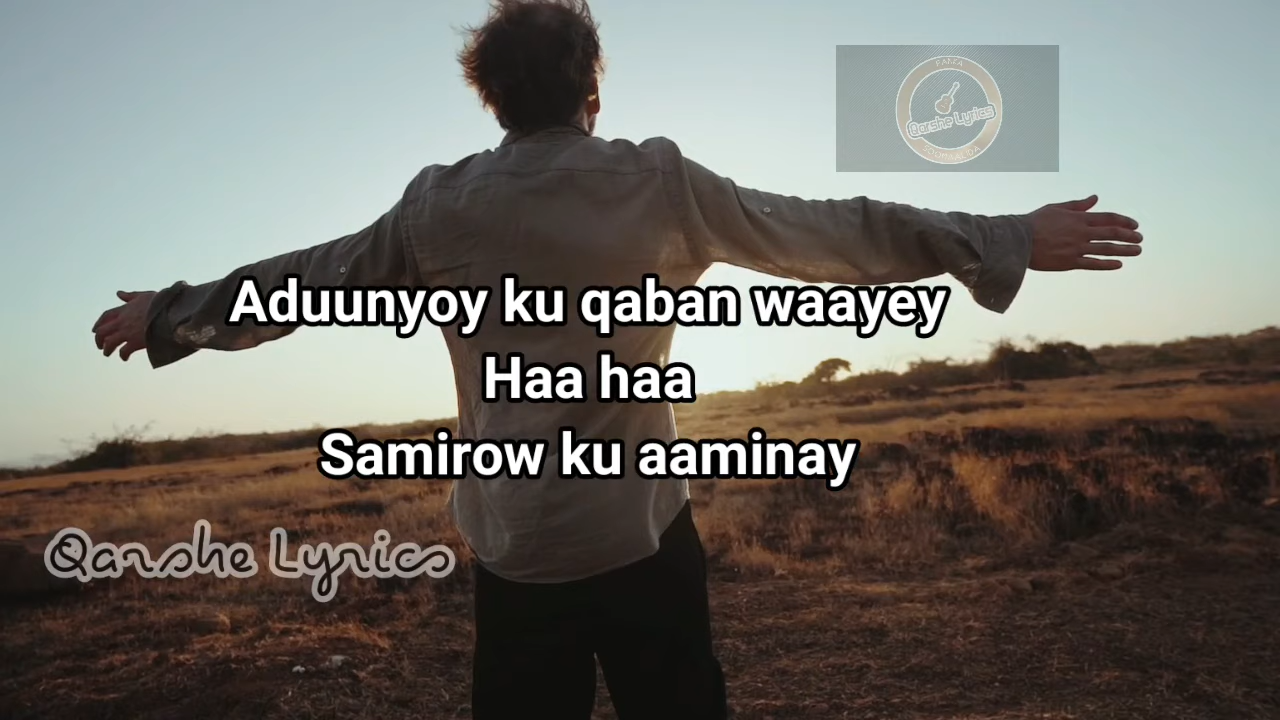 Qarshe Lyrics
Aduunyoy ku qaban waayey
Haa haa
Samirow ku aaminay
Qarshe Lyrics